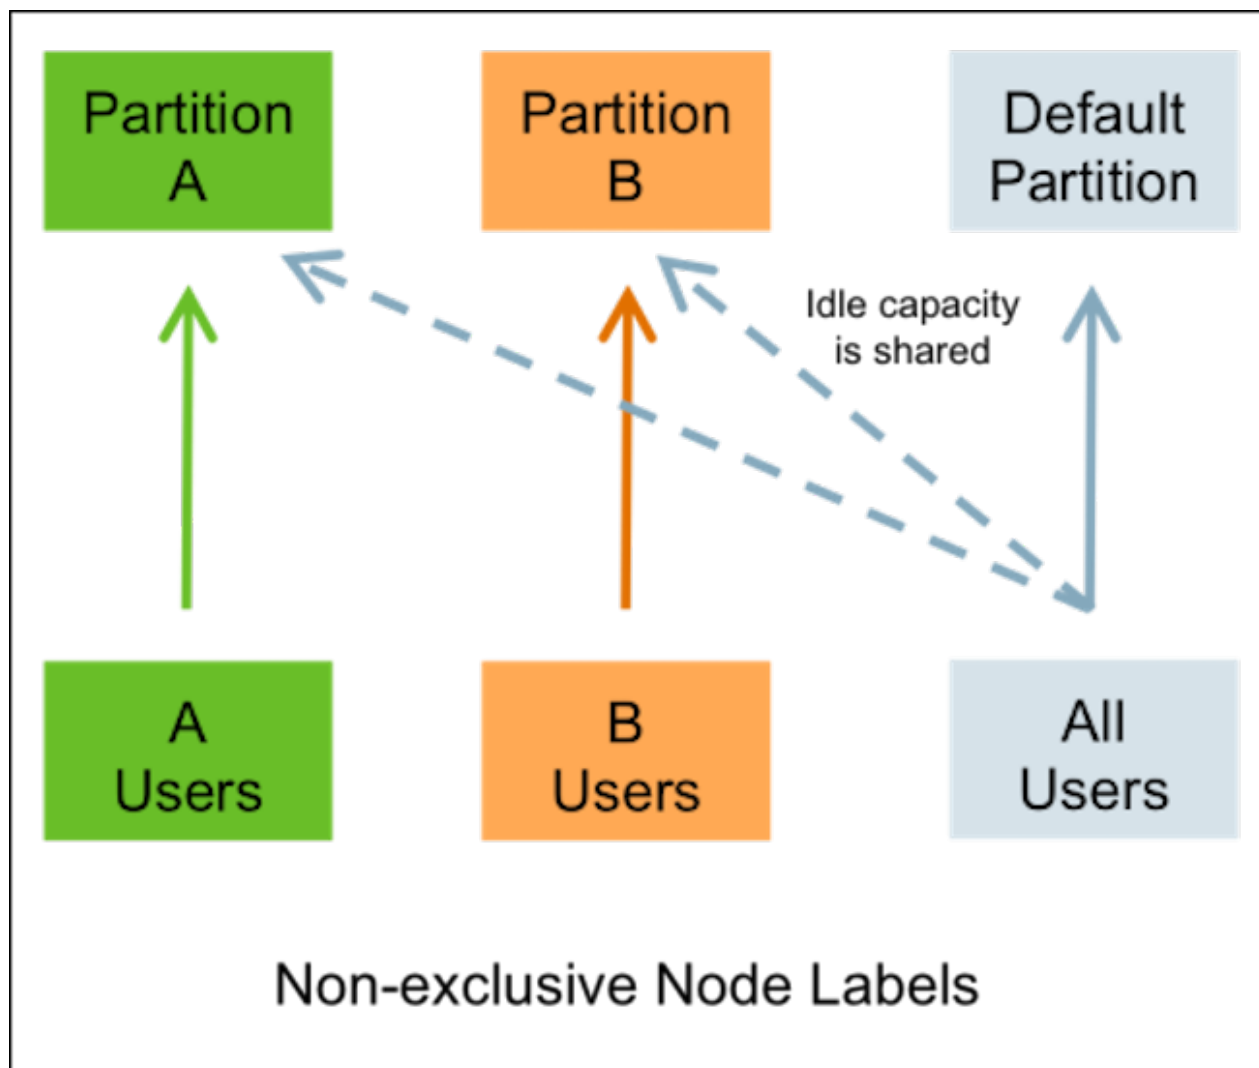 Partition
A
Partition
B
Default
Partition
Idle capacity
is shared
A
Users
B
Users
All
Users
Non-exclusive Node Labels